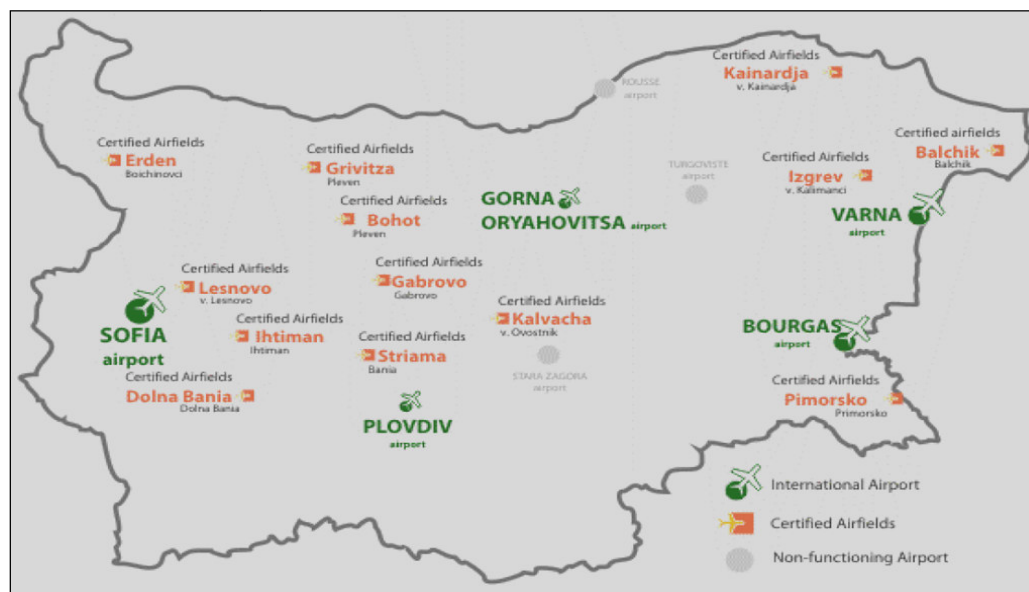 Certified Airfields
Kainardja
v. Kainardja
ROUSSE
airport
Certified airfields
Balchik
Balchik
Certified Airfields
Erden
Boichinovci
Certified Airfields
Grivitza
Pleven
TURGOVISTE
airport
Certified Airfields
Izgrev
v. Kalimanci
Certified Airfields
Bohot
Pleven
GORNA
ORYAHOVITSA airport
VARNA
airport
Certified Airfields
Lesnovo
v. Lesnovo
Certified Airfields
Gabrovo
Gabrovo
Certified Airfields
Kalvacha
v. Ovostnik
SOFIA
airport
Certified Airfields
Ihtiman
Ihtiman
Certified Airfields
Striama
Bania
BOURGAS
airport
STARA ZAGORA
airport
Certified Airfields
Dolna Bania
Dolna Bania
Certified Airfields
Pimorsko
Primorsko
PLOVDIV
airport
International Airport
Certified Airfields
Non-functioning Airport